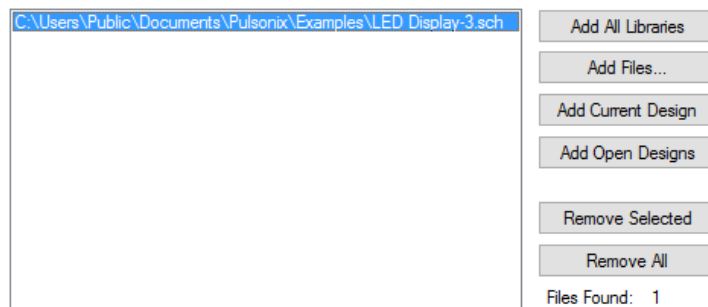 C:\Users\Public\Documents\Pulsonix\Examples\LED Display-3.sch
Add All Libraries
Add Files...
Add Current Design
Add Open Designs
Remove Selected
Remove All
Files Found: 1